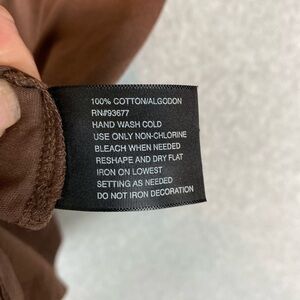 100% COTTON/ALGODON
RN#93677
HAND WASH COLD
USE ONLY NON-CHLORINE
BLEACH WHEN NEEDED
RESHAPE AND DRY FLAT
IRON ON LOWEST
SETTING AS NEEDED
DO NOT IRON DECORATION